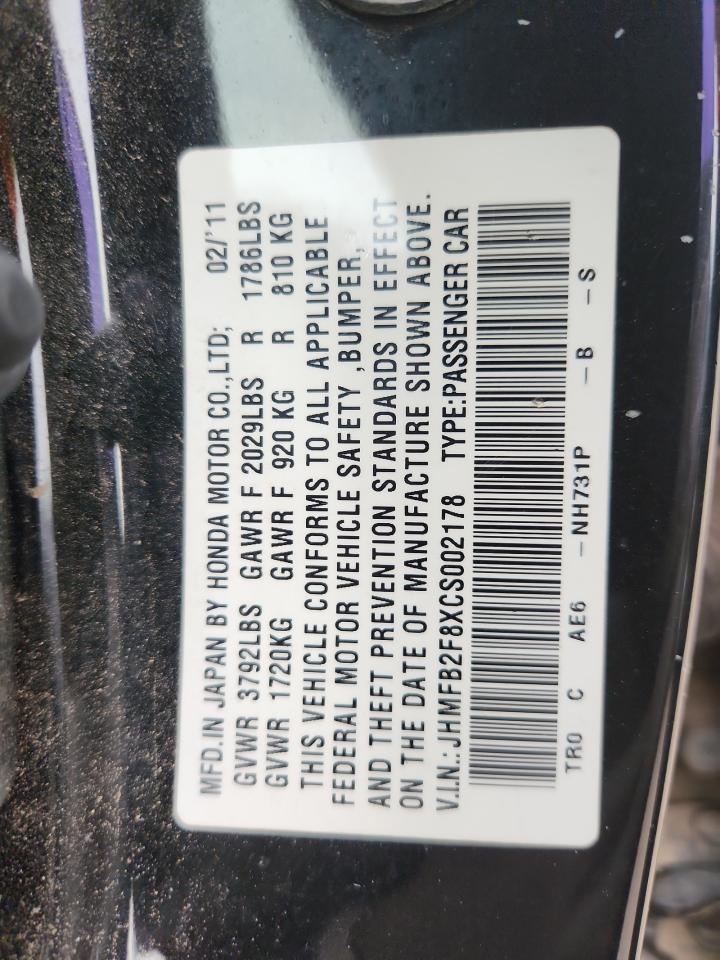 MFD.IN JAPAN BY HONDA MOTOR CO.,LTD; 02/'11
GVWR 3792LBS GAWR F 2029LBS R 1786LBS
GVWR 1720KG GAWR F 920 KG R 810 KG
THIS VEHICLE CONFORMS TO ALL APPLICABLE
FEDERAL MOTOR VEHICLE SAFETY ,BUMPER,
AND THEFT PREVENTION STANDARDS IN EFFECT
ON THE DATE OF MANUFACTURE SHOWN ABOVE.
V.I.N.: JHMFB2F8XCS002178 TYPE:PASSENGER CAR
TR0 C AE6 –NH731P –B –S